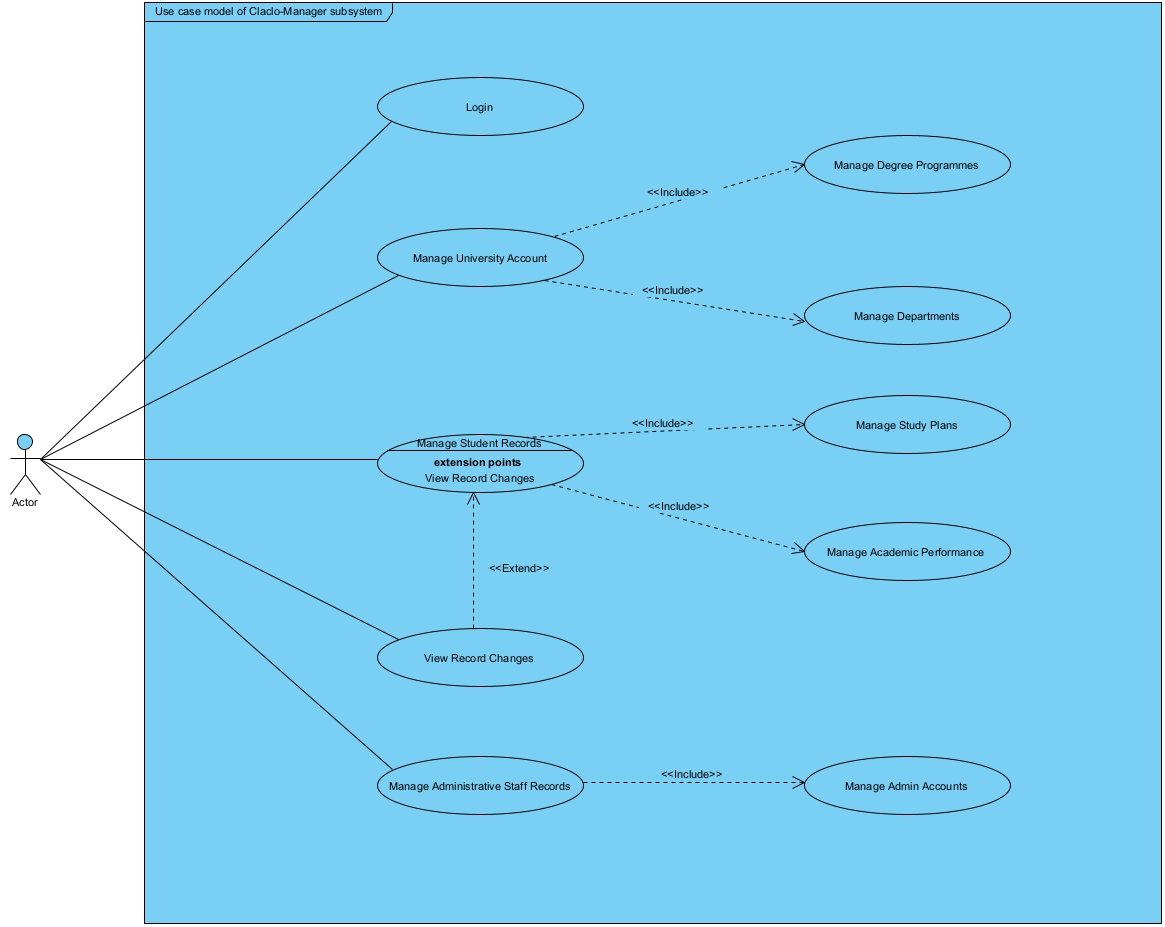 Use case model of Claclo-Manager subsystem
Login
Manage Degree Programmes
<<Include>>
Manage University Account
<<Include>>
Manage Departments
<<Include>>
Manage Study Plans
Manage Student Records
extension points
View Record Changes
Actor
<<Include>>
Manage Academic Performance
<<Extend>>
View Record Changes
<<Include>>
Manage Administrative Staff Records
Manage Admin Accounts